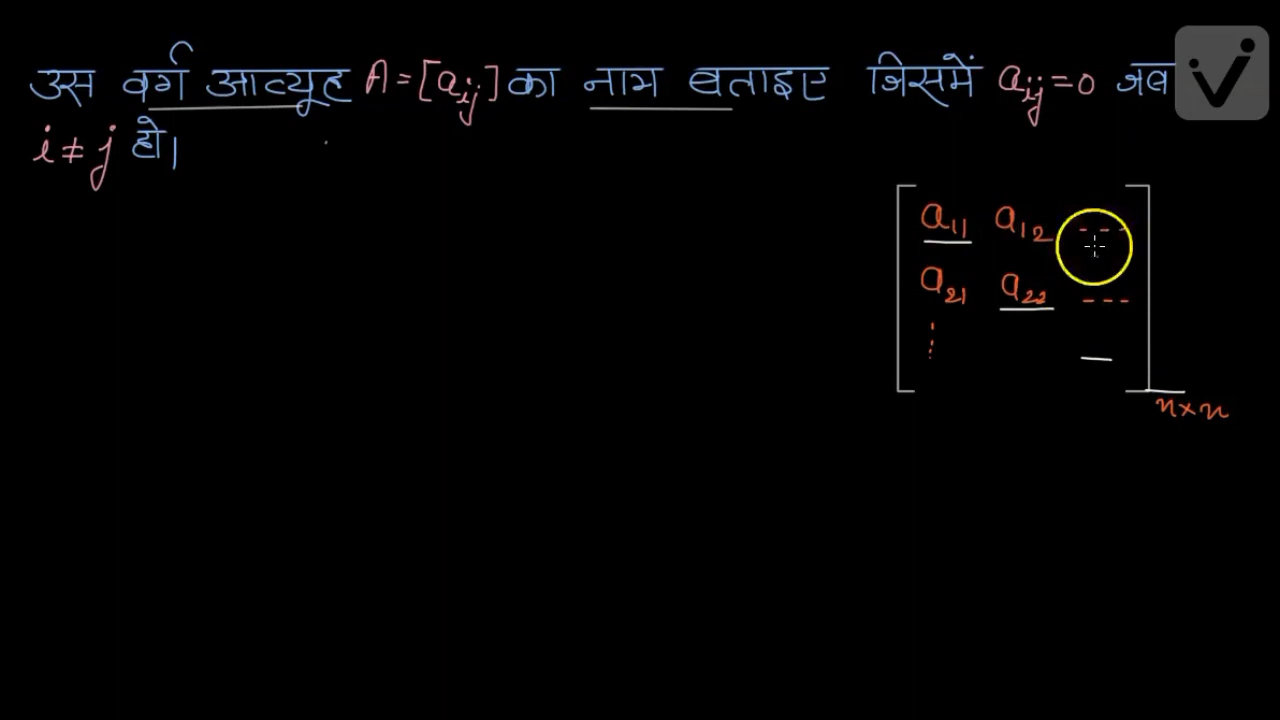 उस वर्ग आव्यूह A = [aij] का नाम बताइए जिसमें aij = 0 जब
i ≠ j हो।
a11 a12 ---
a21 a22 ---
⋮
n×n